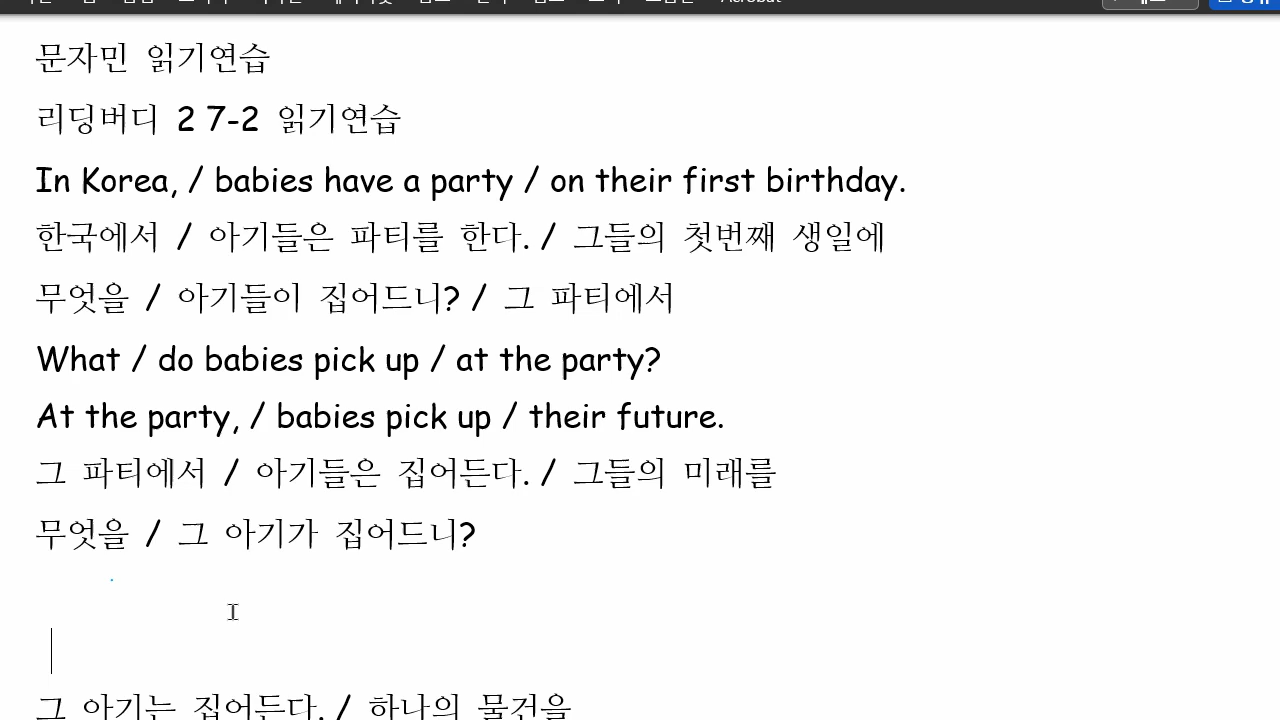 Acrobat
문자민 읽기연습
리딩버디 2 7-2 읽기연습
In Korea, / babies have a party / on their first birthday.
한국에서 / 아기들은 파티를 한다. / 그들의 첫번째 생일에
무엇을 / 아기들이 집어드니? / 그 파티에서
What / do babies pick up / at the party?
At the party, / babies pick up / their future.
그 파티에서 / 아기들은 집어든다. / 그들의 미래를
무엇을 / 그 아기가 집어드니?
그 아기는 집어든다. / 하나의 물건을